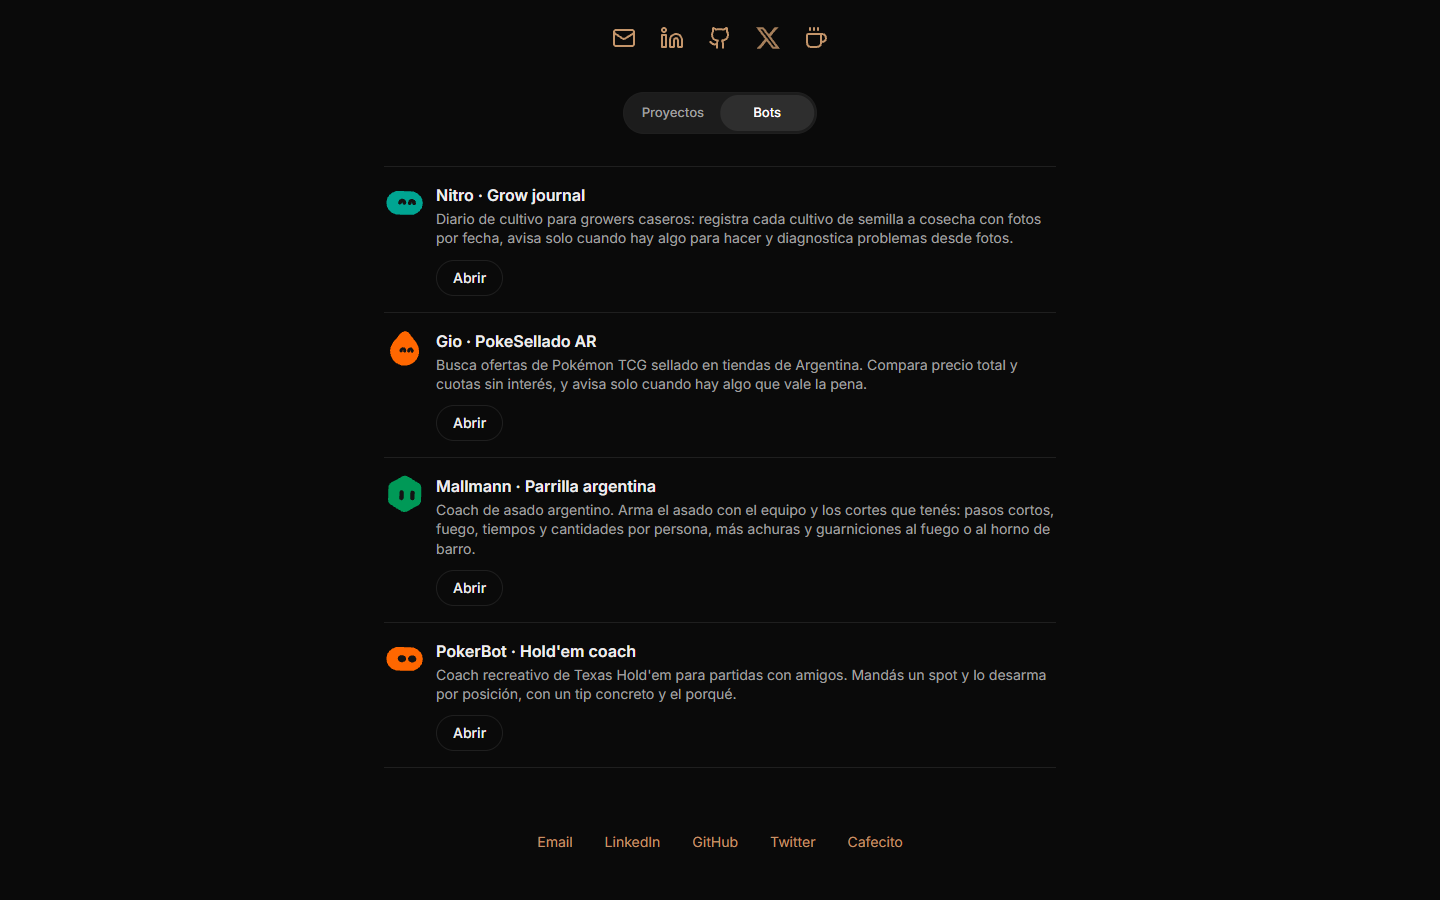 Proyectos
Bots
Nitro · Grow journal
Diario de cultivo para growers caseros: registra cada cultivo de semilla a cosecha con fotos
por fecha, avisa solo cuando hay algo para hacer y diagnostica problemas desde fotos.
Abrir
Gio · PokeSellado AR
Busca ofertas de Pokémon TCG sellado en tiendas de Argentina. Compara precio total y
cuotas sin interés, y avisa solo cuando hay algo que vale la pena.
Abrir
Mallmann · Parrilla argentina
Coach de asado argentino. Arma el asado con el equipo y los cortes que tenés: pasos cortos,
fuego, tiempos y cantidades por persona, más achuras y guarniciones al fuego o al horno de
barro.
Abrir
PokerBot · Hold'em coach
Coach recreativo de Texas Hold'em para partidas con amigos. Mandás un spot y lo desarma
por posición, con un tip concreto y el porqué.
Abrir
Email
LinkedIn
GitHub
Twitter
Cafecito